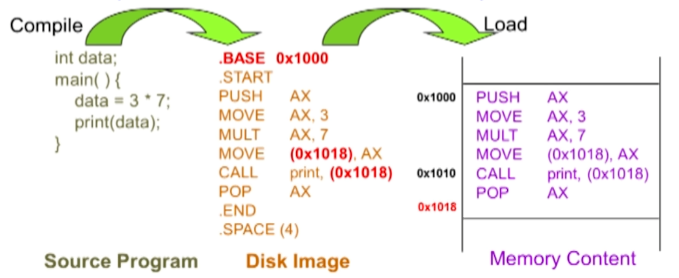 Compile
Load
int data;
main( ) {
data = 3 * 7;
print(data);
}
.BASE 0x1000
.START
PUSH AX
MOVE AX, 3
MULT AX, 7
MOVE (0x1018), AX
CALL print, (0x1018)
POP AX
.END
.SPACE (4)
0x1000 PUSH AX
MOVE AX, 3
MULT AX, 7
MOVE (0x1018), AX
0x1010 CALL print, (0x1018)
POP AX
0x1018
Source Program
Disk Image
Memory Content